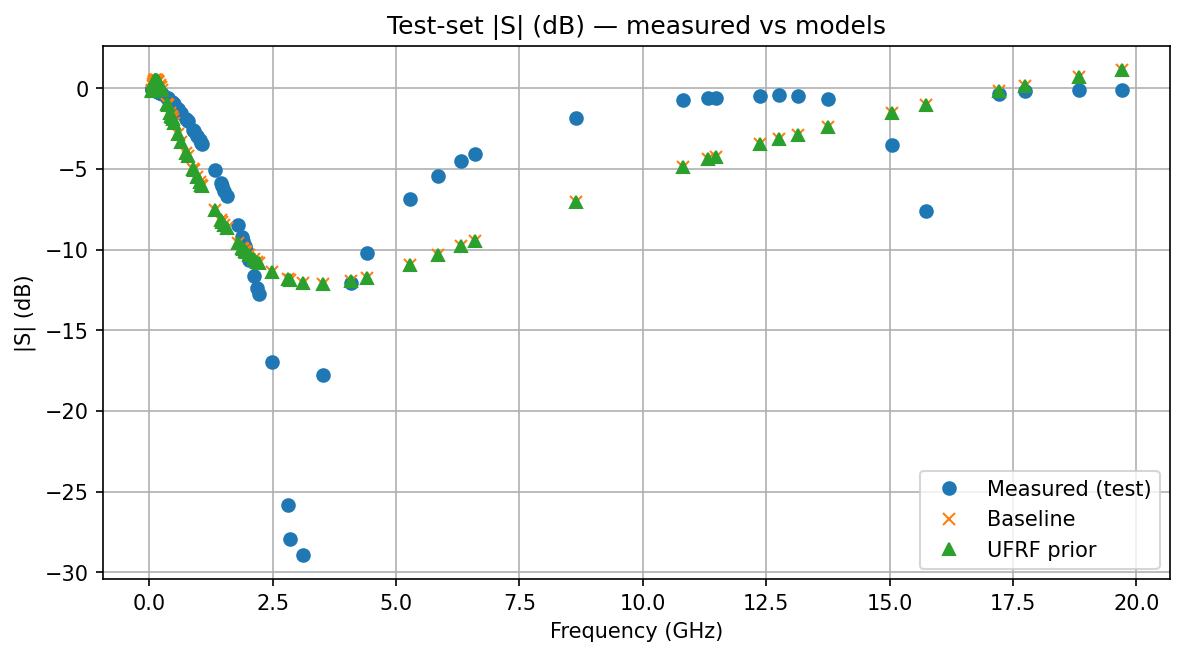 Test-set |S| (dB) — measured vs models
0
−5
−10
−15
−20
−25
−30
|S| (dB)
Measured (test)
Baseline
UFRF prior
0.0 2.5 5.0 7.5 10.0 12.5 15.0 17.5 20.0
Frequency (GHz)